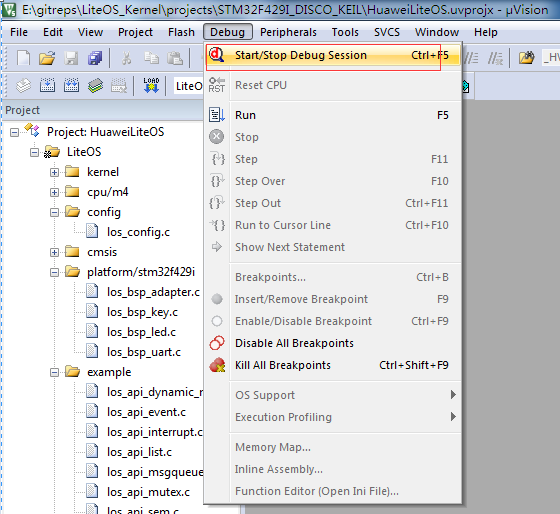 E:\gitreps\LiteOS_Kernel\projects\STM32F429I_DISCO_KEIL\HuaweiLiteOS.uvprojx - µVision
File Edit View Project Flash Debug Peripherals Tools SVCS Window Help
Start/Stop Debug Session Ctrl+F5
RST Reset CPU
LOAD LiteO
Project
Run F5
Project: HuaweiLiteOS
Stop
LiteOS
Step F11
kernel
Step Over F10
cpu/m4
Step Out Ctrl+F11
config
Run to Cursor Line Ctrl+F10
los_config.c
Show Next Statement
cmsis
platform/stm32f429i
Breakpoints... Ctrl+B
los_bsp_adapter.c
Insert/Remove Breakpoint F9
los_bsp_key.c
Enable/Disable Breakpoint Ctrl+F9
los_bsp_led.c
Disable All Breakpoints
los_bsp_uart.c
Kill All Breakpoints Ctrl+Shift+F9
example
OS Support
los_api_dynamic_
los_api_event.c
Execution Profiling
los_api_interrupt.c
Memory Map...
los_api_list.c
Inline Assembly...
los_api_msgqueue
Function Editor (Open Ini File)...
los_api_mutex.c
los_api_sem.c